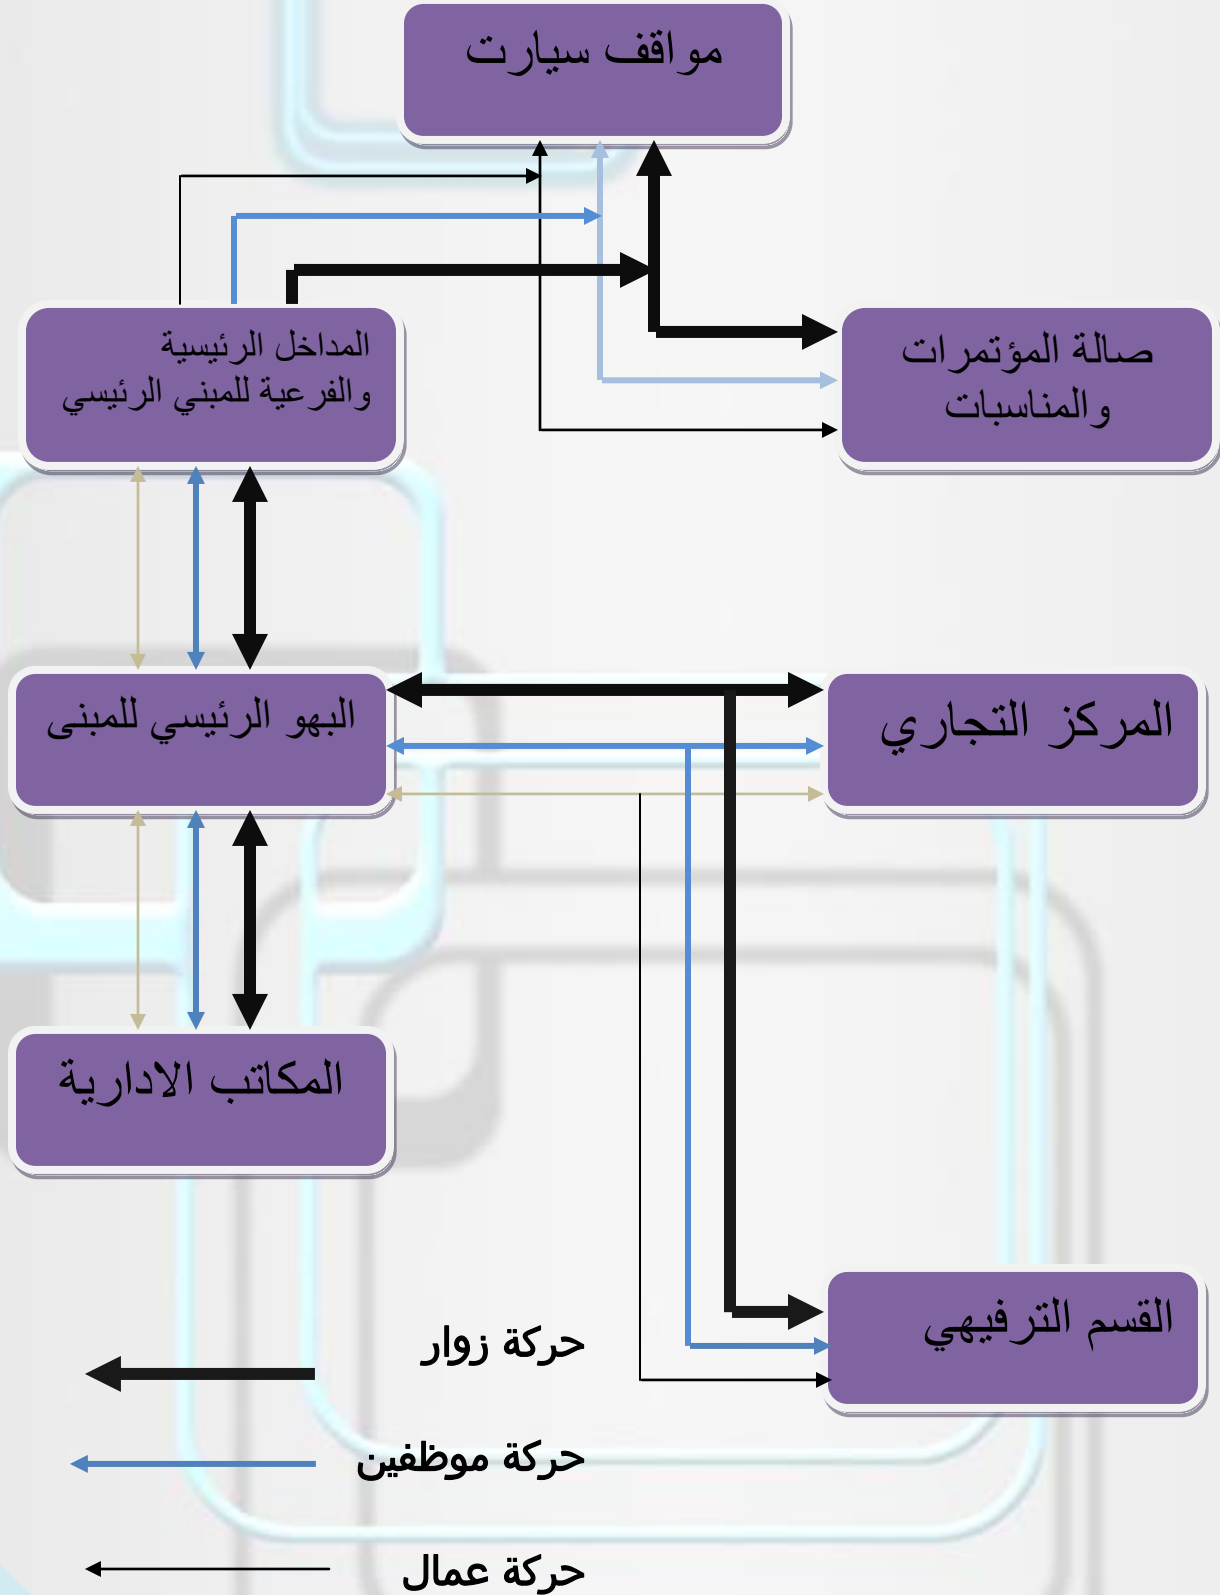 مواقف سيارت
المداخل الرئيسية
والفرعية للمبني الرئيسي
صالة المؤتمرات
والمناسبات
البهو الرئيسي للمبنى
المركز التجاري
المكاتب الادارية
القسم الترفيهي
حركة زوار
حركة موظفين
حركة عمال